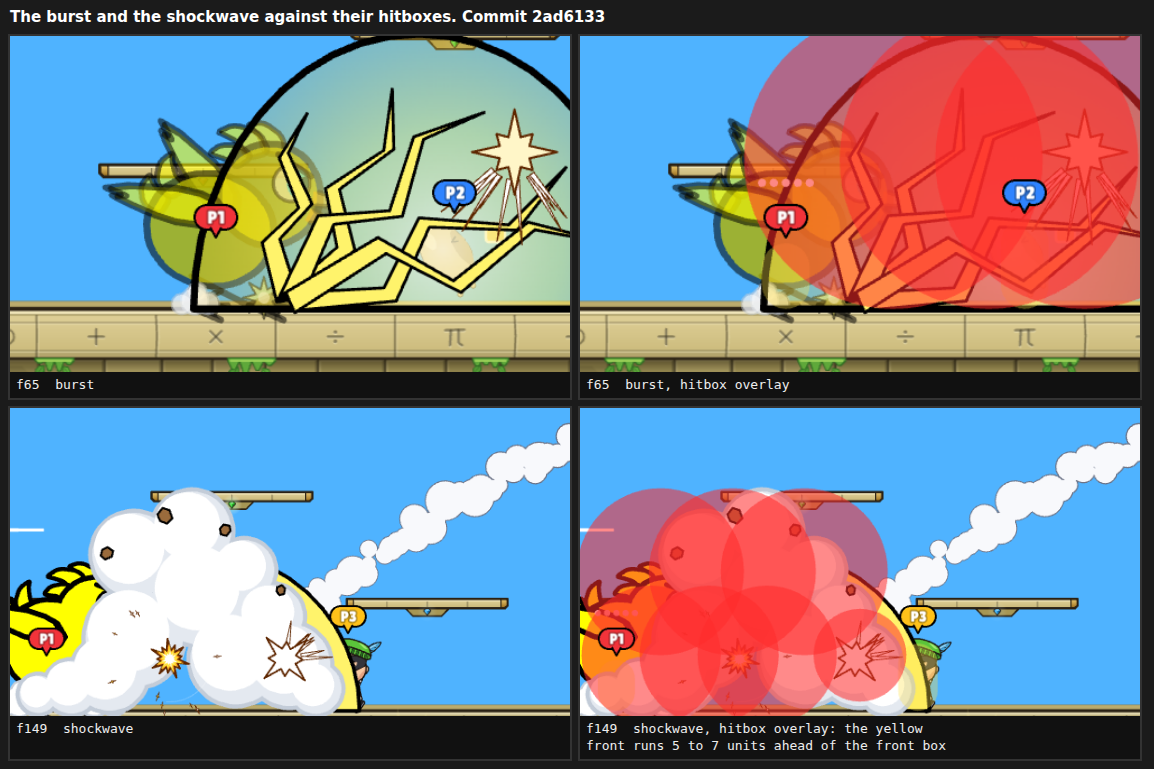 The burst and the shockwave against their hitboxes. Commit 2ad6133
P1
P2
+ × ÷ π
f65 burst
P1
P2
+ × ÷ π
f65 burst, hitbox overlay
P3
P1
f149 shockwave
P3
P1
f149 shockwave, hitbox overlay: the yellow
front runs 5 to 7 units ahead of the front box